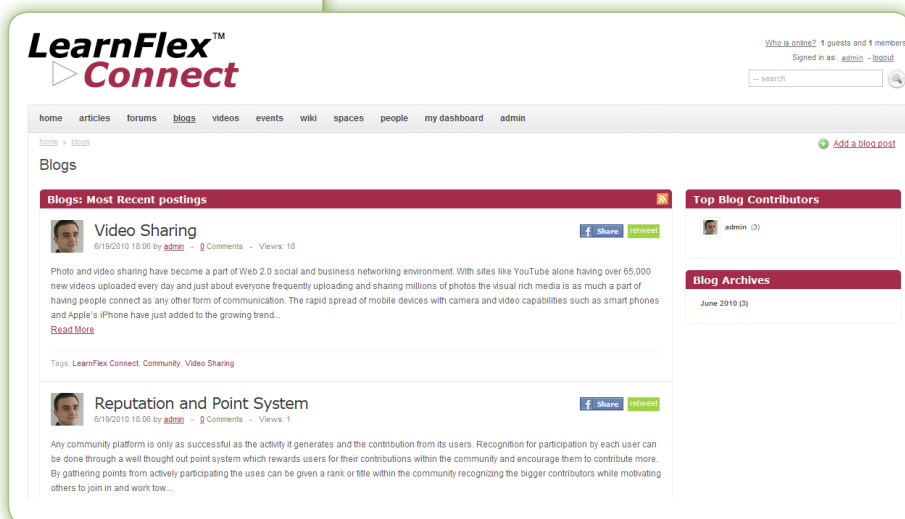 LearnFlex™
Connect
Who is online? 1 guests and 1 members
Signed in as: admin - logout
-- search
home articles forums blogs videos events wiki spaces people my dashboard admin
home » blogs
Add a blog post
Blogs
Blogs: Most Recent postings
Video Sharing
f Share retweet
6/19/2010 18:06 by admin - 0 Comments - Views: 18
Photo and video sharing have become a part of Web 2.0 social and business networking environment. With sites like YouTube alone having over 65,000
new videos uploaded every day and just about everyone frequently uploading and sharing millions of photos the visual rich media is as much a part of
having people connect as any other form of communication. The rapid spread of mobile devices with camera and video capabilities such as smart phones
and Apple's iPhone have just added to the growing trend...
Read More
Tags: LearnFlex Connect, Community, Video Sharing
Reputation and Point System
f Share retweet
6/19/2010 18:06 by admin - 0 Comments - Views: 1
Any community platform is only as successful as the activity it generates and the contribution from its users. Recognition for participation by each user can
be done through a well thought out point system which rewards users for their contributions within the community and encourage them to contribute more.
By gathering points from actively participating the uses can be given a rank or title within the community recognizing the bigger contributors while motivating
others to join in and work tow...
Top Blog Contributors
admin (3)
Blog Archives
June 2010 (3)